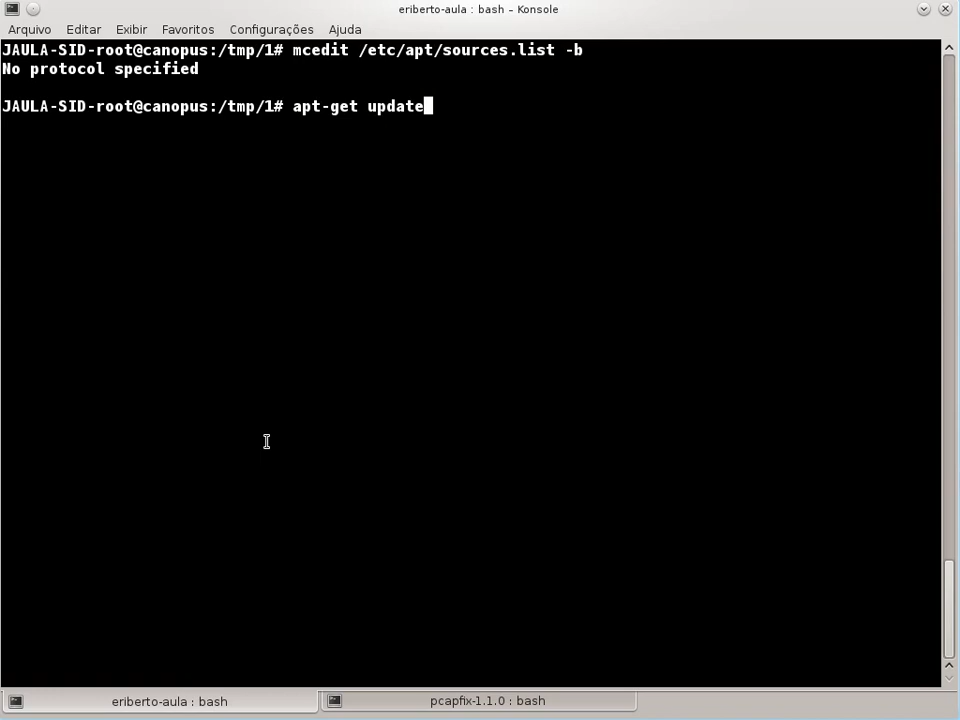 eriberto-aula : bash – Konsole
Arquivo Editar Exibir Favoritos Configurações Ajuda
JAULA-SID-root@canopus:/tmp/1# mcedit /etc/apt/sources.list -b
No protocol specified
JAULA-SID-root@canopus:/tmp/1# apt-get update
eriberto-aula : bash
pcapfix-1.1.0 : bash